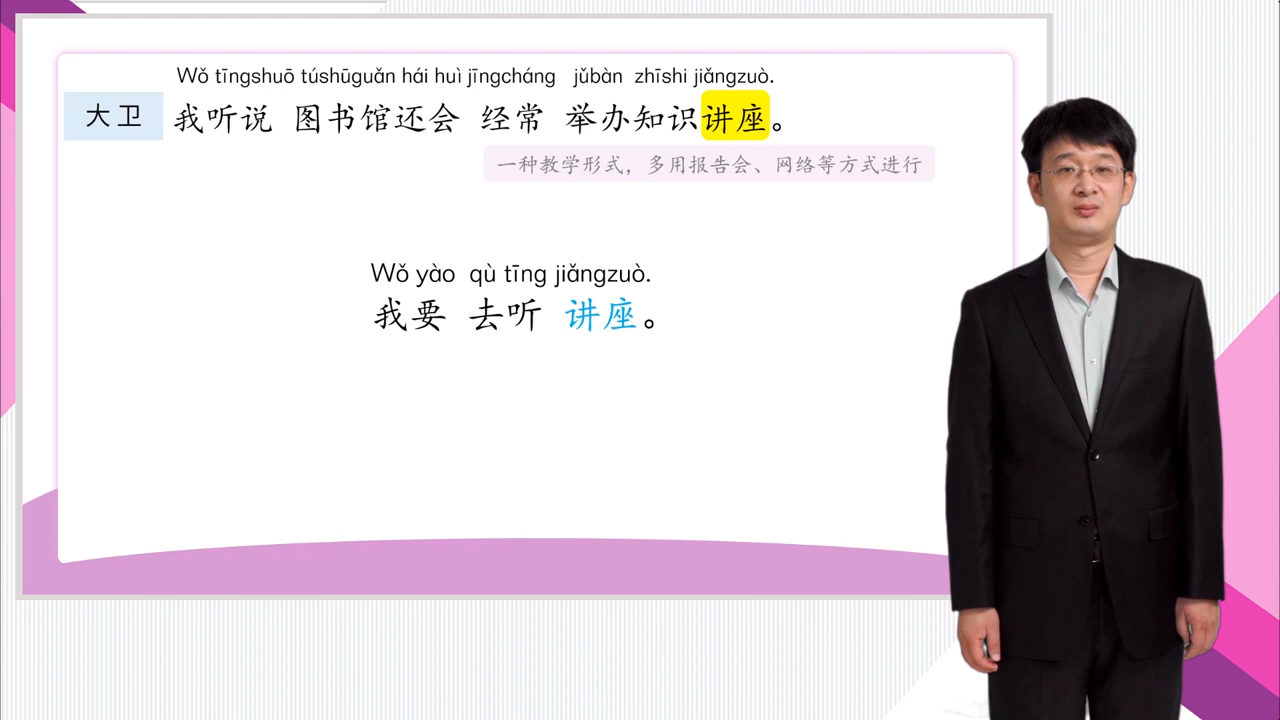 Wǒ tīngshuō túshūguǎn hái huì jīngcháng jǔbàn zhīshi jiǎngzuò.
大卫 我听说 图书馆还会 经常 举办知识讲座。
一种教学形式，多用报告会、网络等方式进行
Wǒ yào qù tīng jiǎngzuò.
我要 去听 讲座。